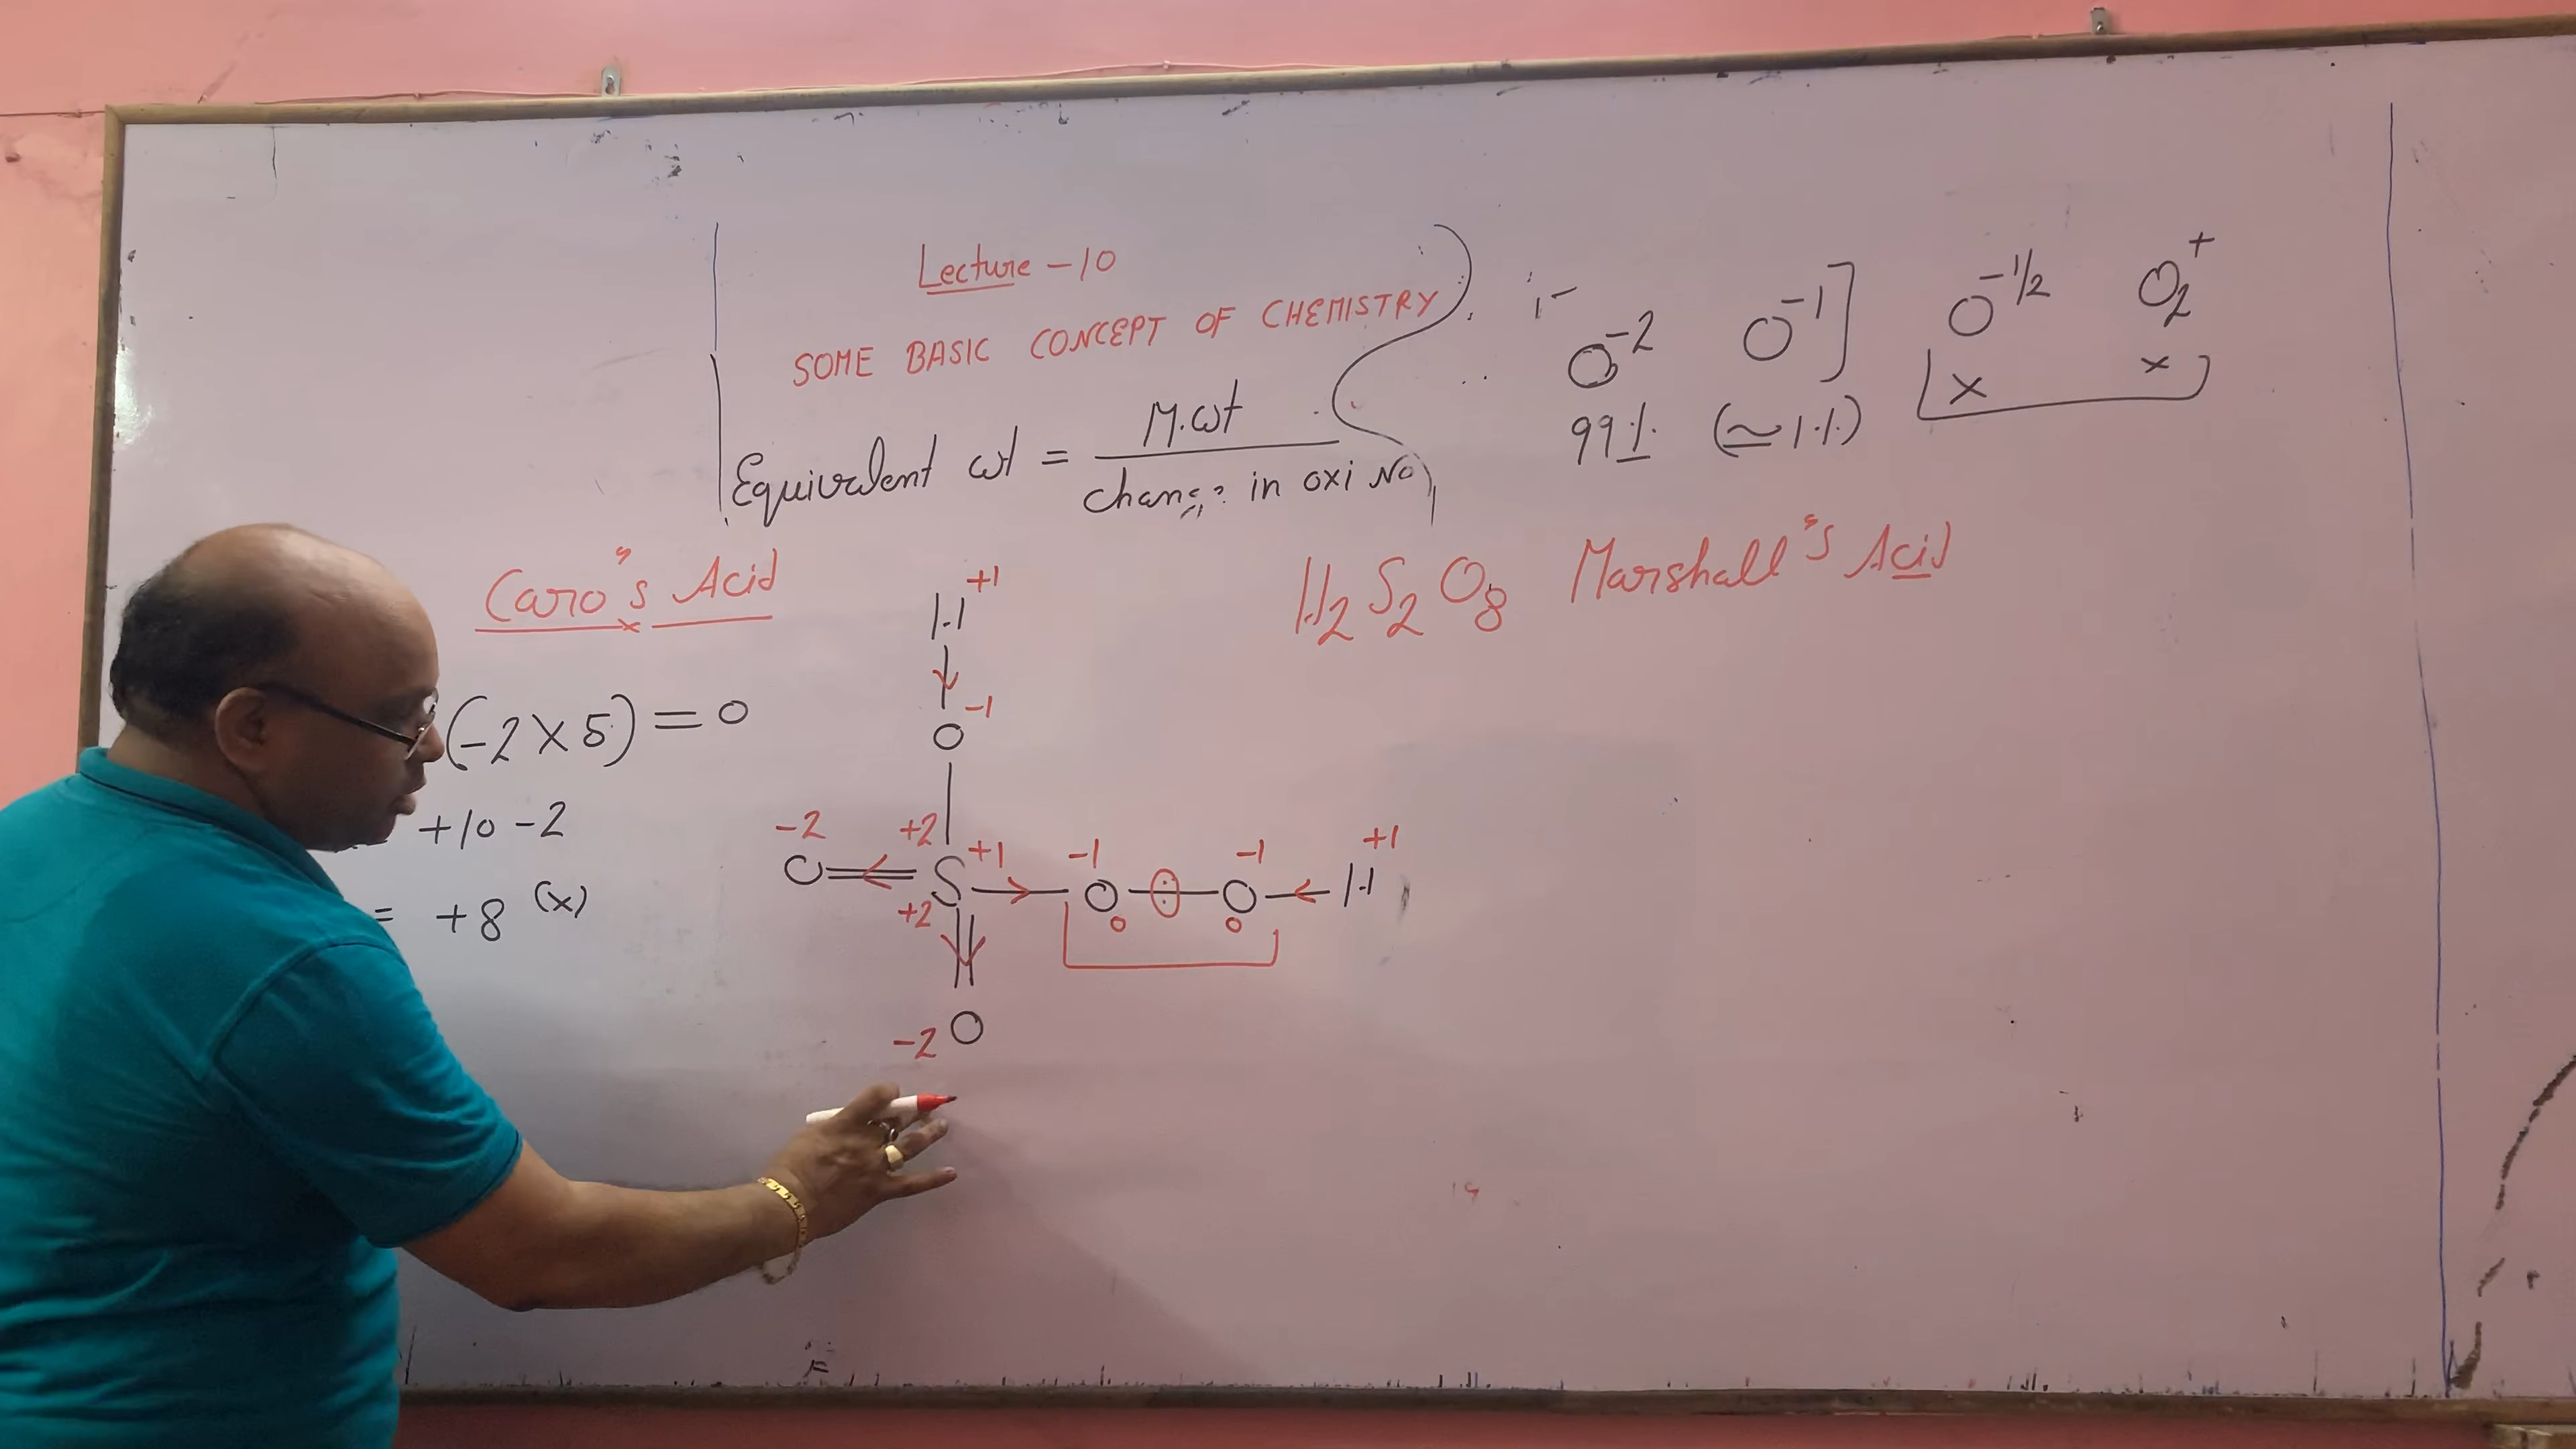 Lecture - 10
SOME BASIC CONCEPT OF CHEMISTRY
Equivalent wt = M.wt / Change in oxi No
O⁻² O⁻¹] O⁻¹/² O₂⁺
99% (≃1%) × ×
Caro's Acid
H₂S₂O₈ Marshall's Acid
(-2×5) = 0
+10 -2
= +8 (x)
H +1
-1
O
-2 +2 +1 -1 -1 +1
O S O O H
+2
-2 O